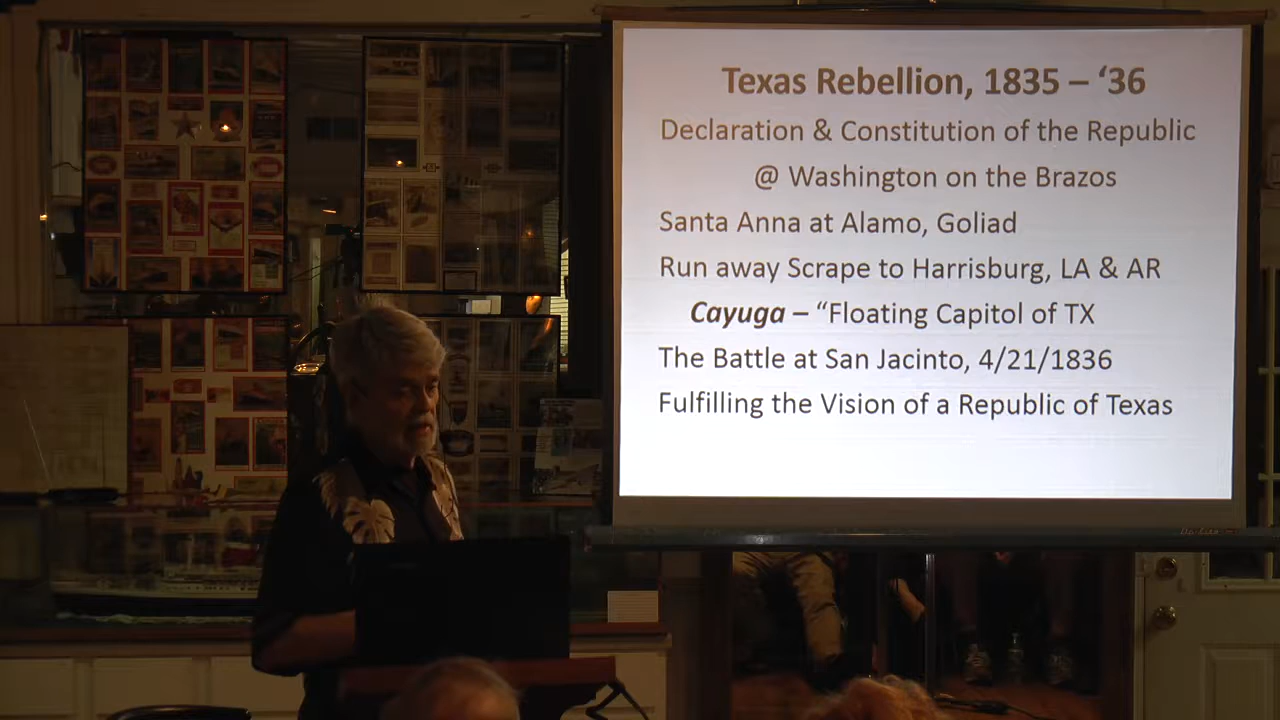 Texas Rebellion, 1835 – ‘36
Declaration & Constitution of the Republic
@ Washington on the Brazos
Santa Anna at Alamo, Goliad
Run away Scrape to Harrisburg, LA & AR
Cayuga – “Floating Capitol of TX
The Battle at San Jacinto, 4/21/1836
Fulfilling the Vision of a Republic of Texas